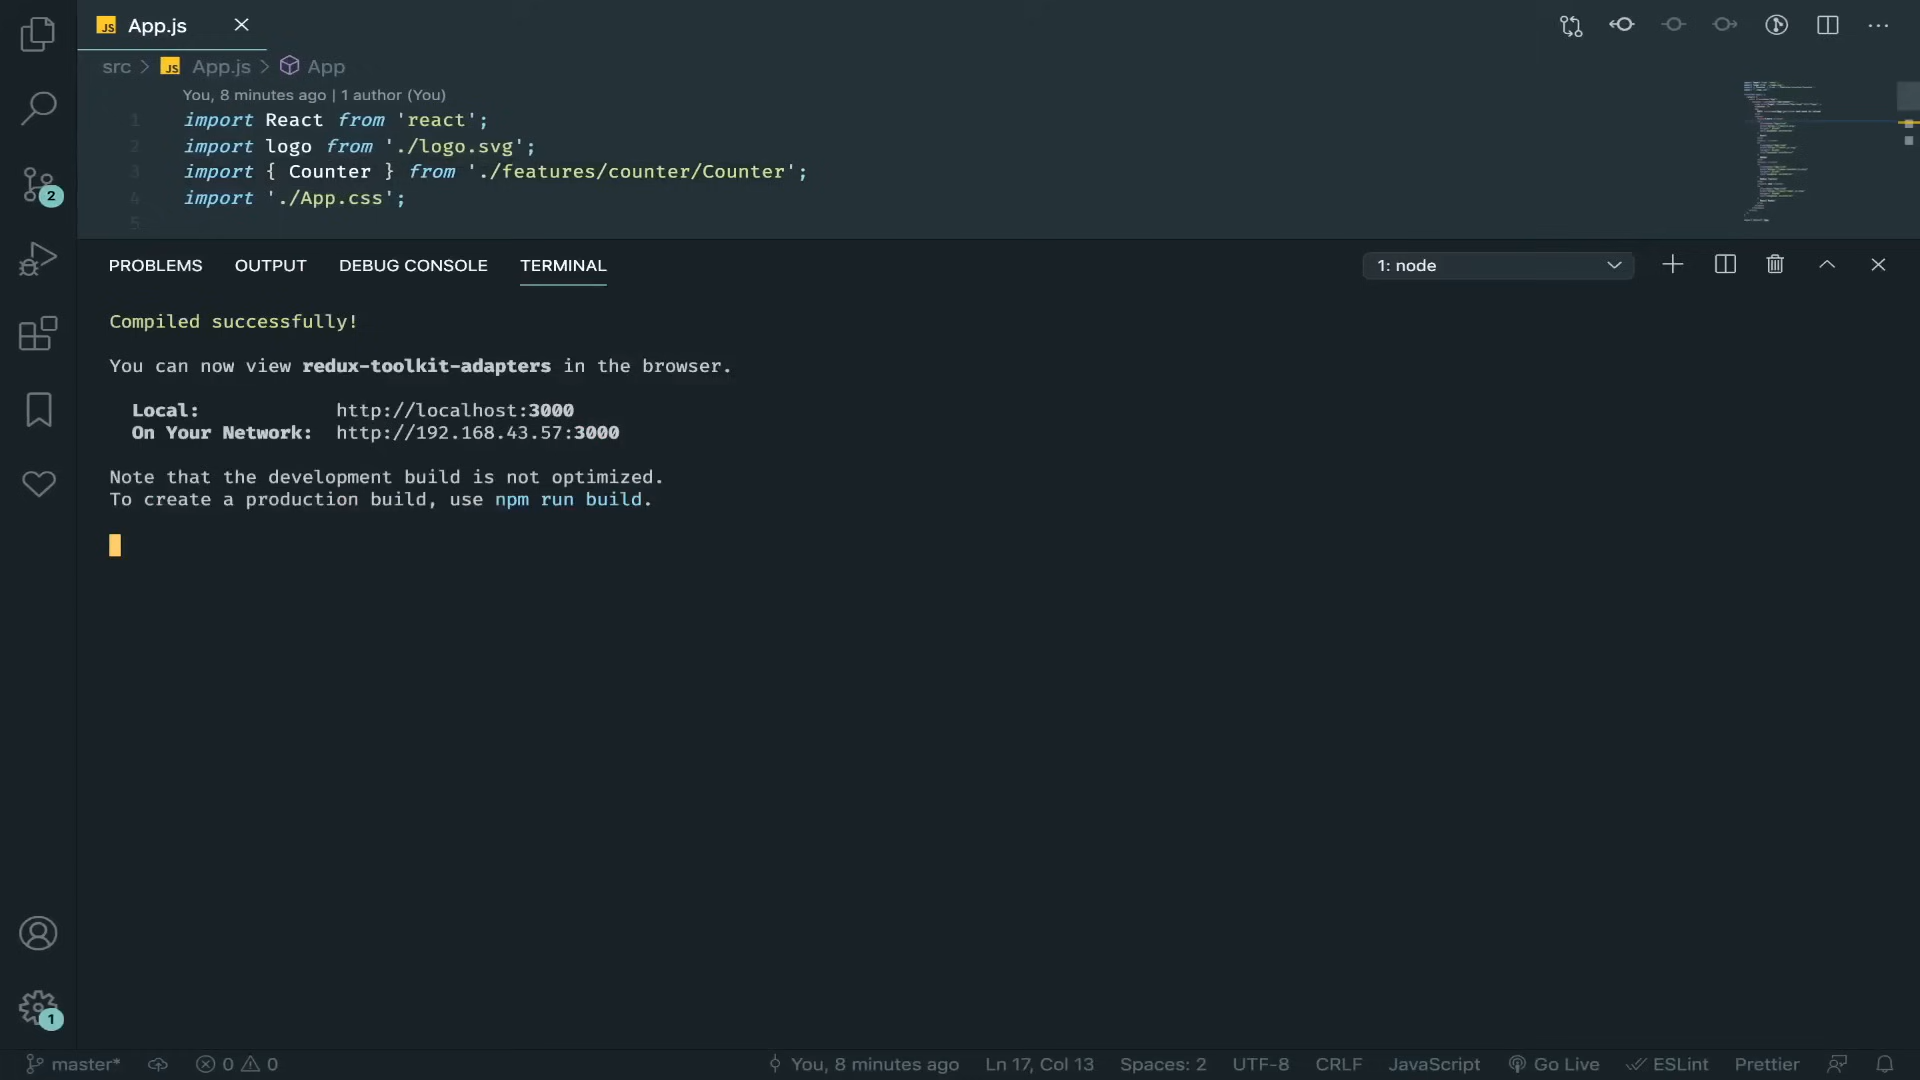 JS App.js
src > JS App.js > App
You, 8 minutes ago | 1 author (You)
1 import React from 'react';
2 import logo from './logo.svg';
3 import { Counter } from './features/counter/Counter';
4 import './App.css';
5
2
PROBLEMS OUTPUT DEBUG CONSOLE TERMINAL 1: node
Compiled successfully!
You can now view redux-toolkit-adapters in the browser.
Local: http://localhost:3000
On Your Network: http://192.168.43.57:3000
Note that the development build is not optimized.
To create a production build, use npm run build.
1
master* 0 0 You, 8 minutes ago Ln 17, Col 13 Spaces: 2 UTF-8 CRLF JavaScript Go Live ESLint Prettier